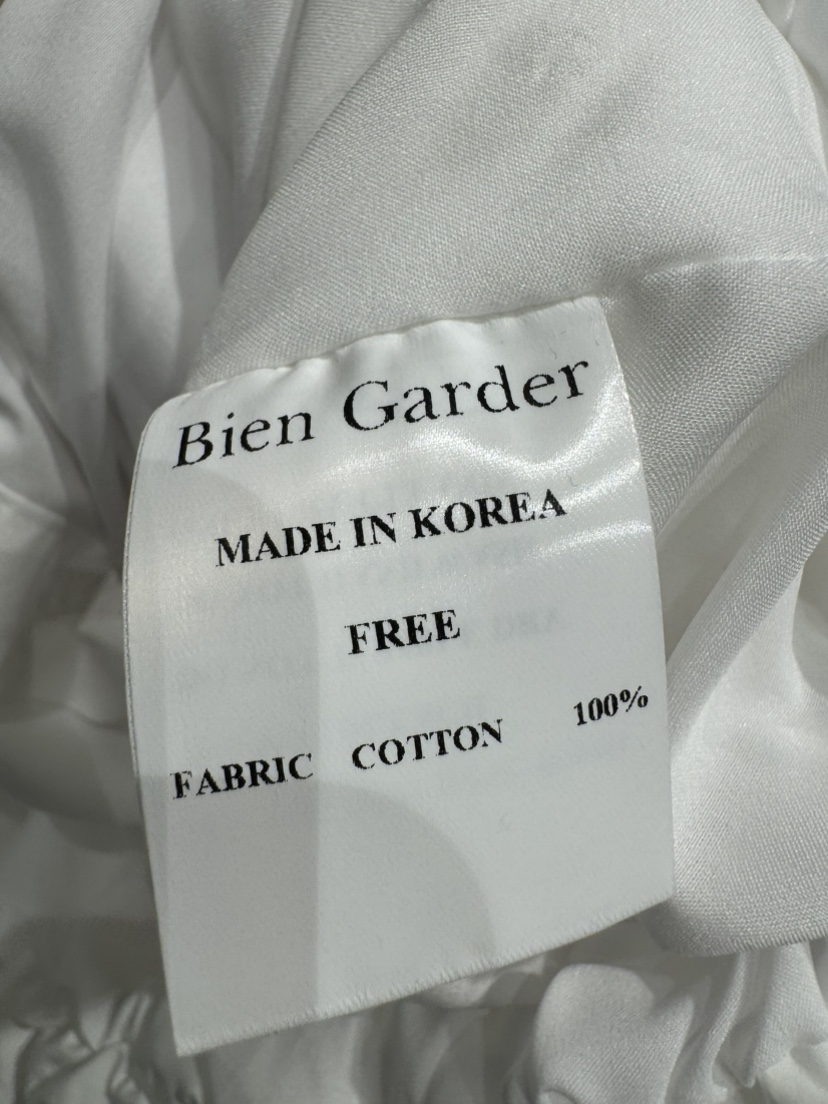 Bien Garder
MADE IN KOREA
FREE
FABRIC COTTON 100%